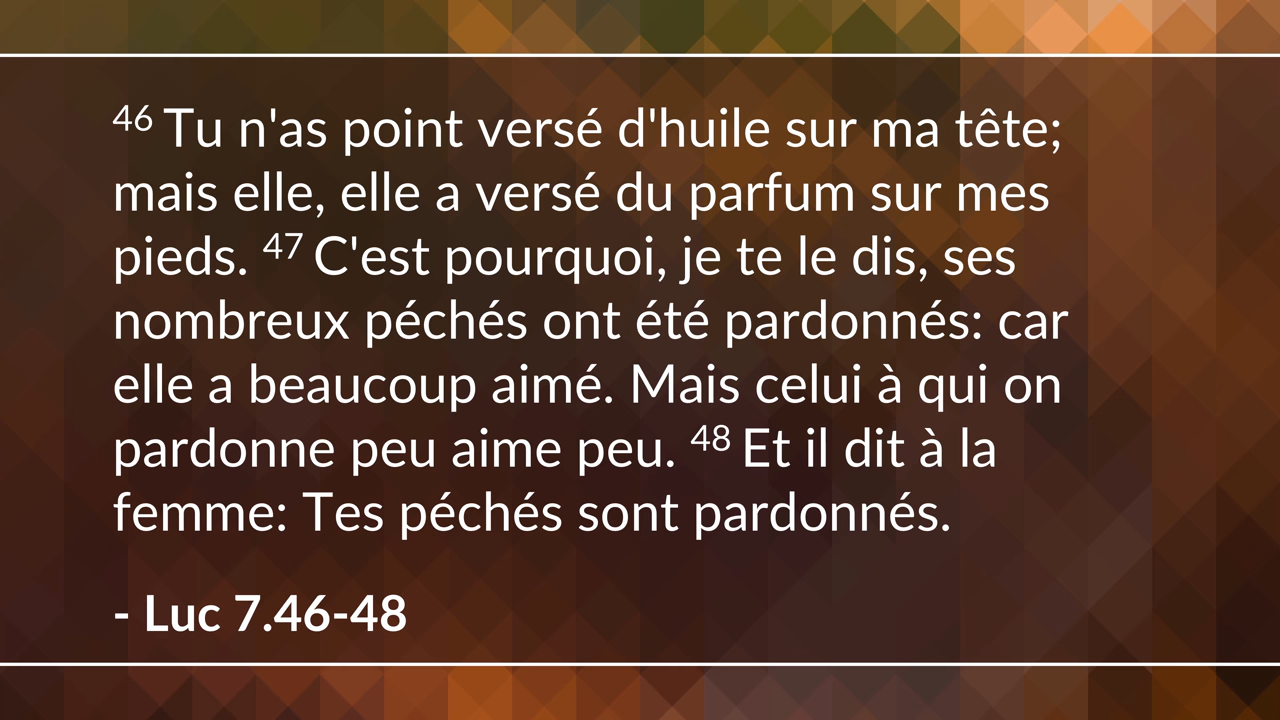 46 Tu n'as point versé d'huile sur ma tête;
mais elle, elle a versé du parfum sur mes
pieds. 47 C'est pourquoi, je te le dis, ses
nombreux péchés ont été pardonnés: car
elle a beaucoup aimé. Mais celui à qui on
pardonne peu aime peu. 48 Et il dit à la
femme: Tes péchés sont pardonnés.
- Luc 7.46-48